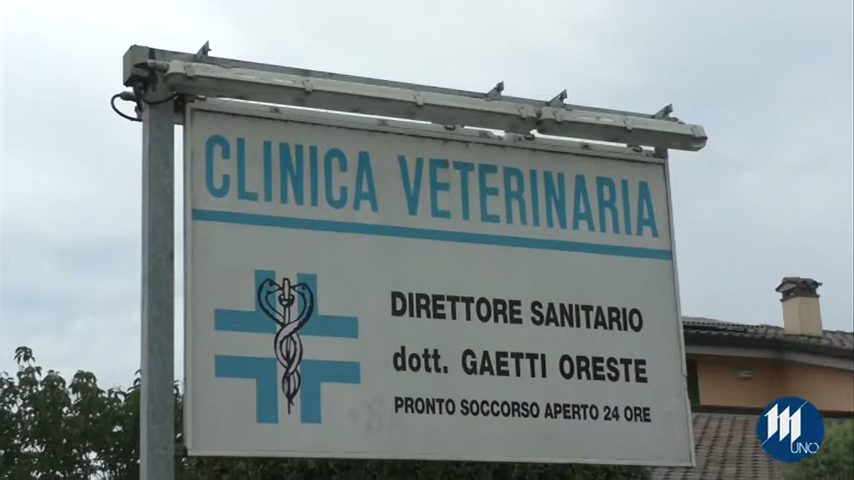 CLINICA VETERINARIA
DIRETTORE SANITARIO
dott. GAETTI ORESTE
PRONTO SOCCORSO APERTO 24 ORE
M
UNO